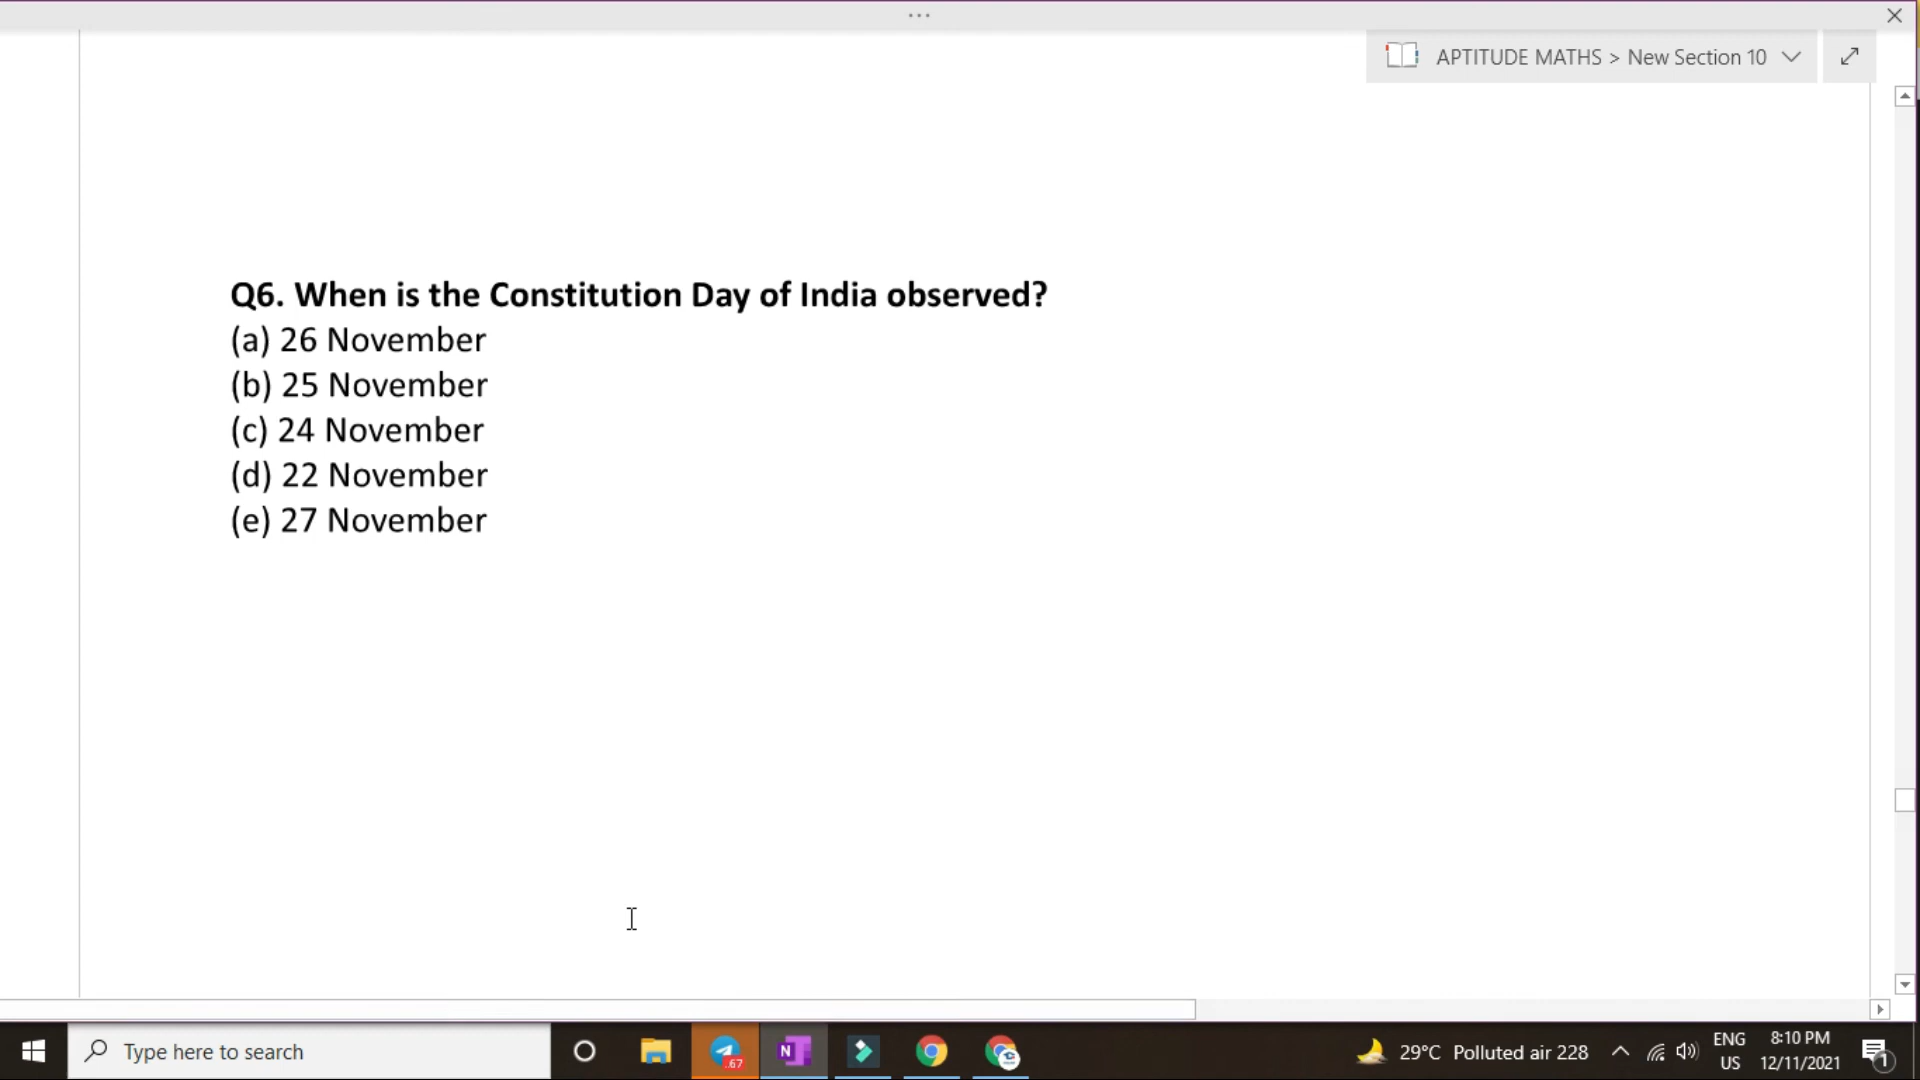 ...
APTITUDE MATHS > New Section 10
Q6. When is the Constitution Day of India observed?
(a) 26 November
(b) 25 November
(c) 24 November
(d) 22 November
(e) 27 November
Type here to search
..67
N
29°C Polluted air 228
ENG
US
8:10 PM
12/11/2021
1